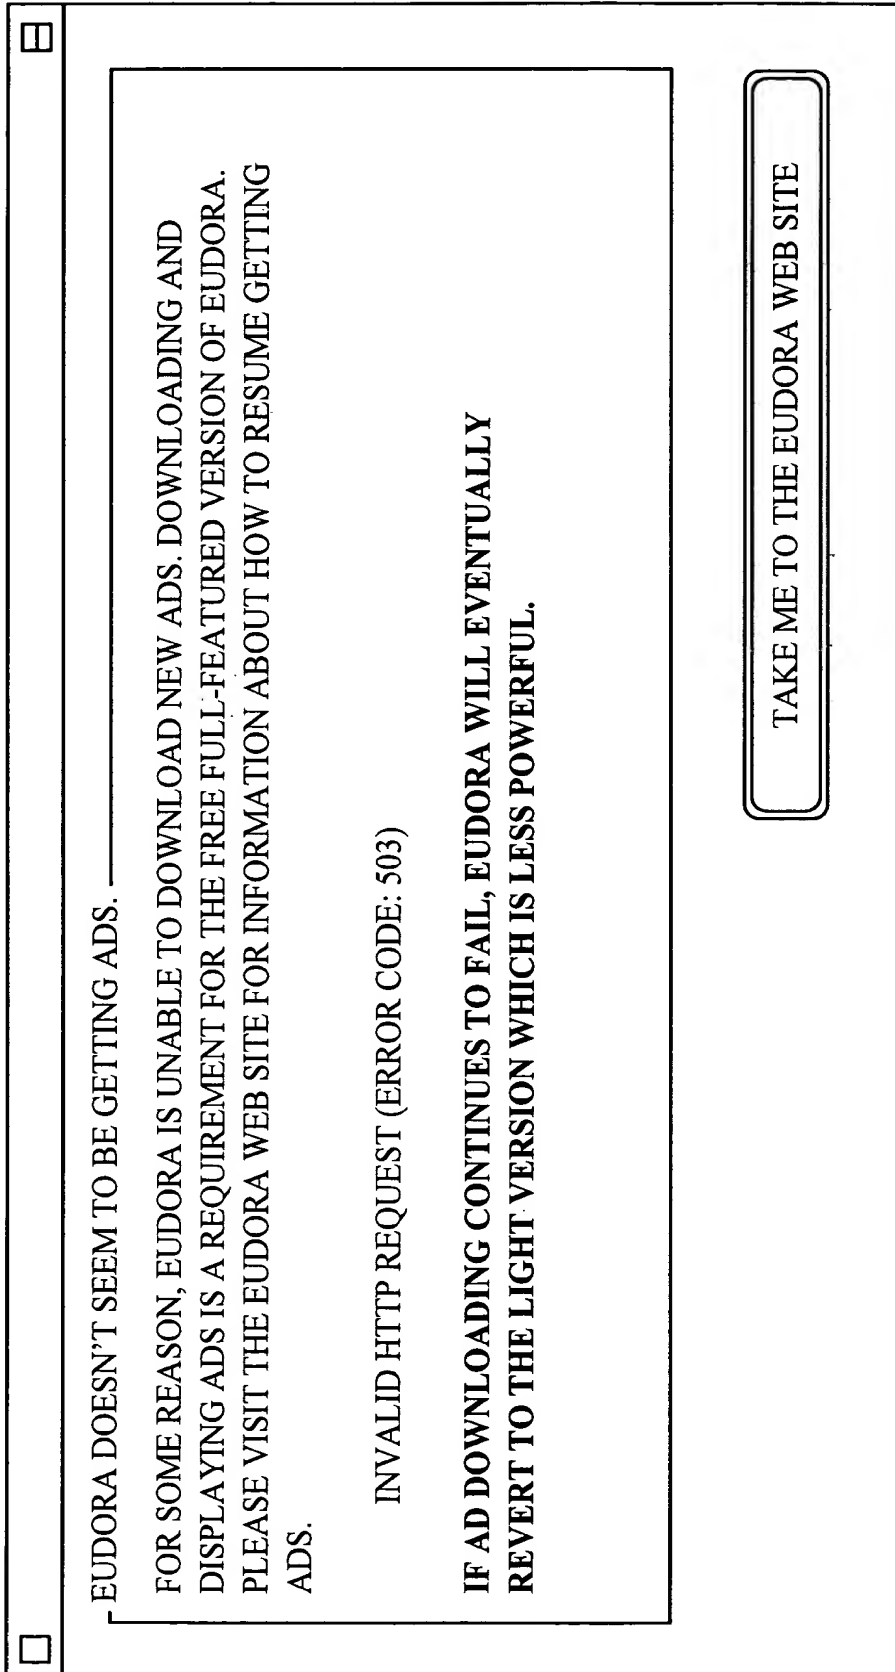 EUDORA DOESN'T SEEM TO BE GETTING ADS.
FOR SOME REASON, EUDORA IS UNABLE TO DOWNLOAD NEW ADS. DOWNLOADING AND
DISPLAYING ADS IS A REQUIREMENT FOR THE FREE FULL-FEATURED VERSION OF EUDORA.
PLEASE VISIT THE EUDORA WEB SITE FOR INFORMATION ABOUT HOW TO RESUME GETTING
ADS.
INVALID HTTP REQUEST (ERROR CODE: 503)
IF AD DOWNLOADING CONTINUES TO FAIL, EUDORA WILL EVENTUALLY
REVERT TO THE LIGHT VERSION WHICH IS LESS POWERFUL.
TAKE ME TO THE EUDORA WEB SITE